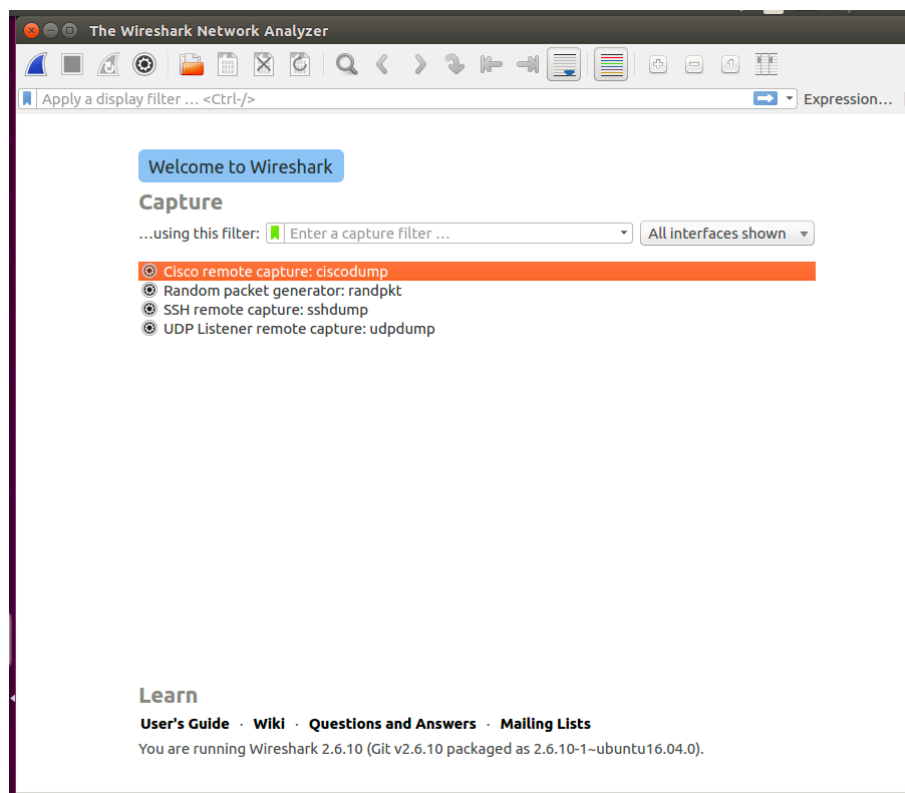 The Wireshark Network Analyzer
Apply a display filter … <Ctrl-/> Expression…
Welcome to Wireshark
Capture
…using this filter: Enter a capture filter … All interfaces shown
Cisco remote capture: ciscodump
Random packet generator: randpkt
SSH remote capture: sshdump
UDP Listener remote capture: udpdump
Learn
User's Guide · Wiki · Questions and Answers · Mailing Lists
You are running Wireshark 2.6.10 (Git v2.6.10 packaged as 2.6.10-1~ubuntu16.04.0).